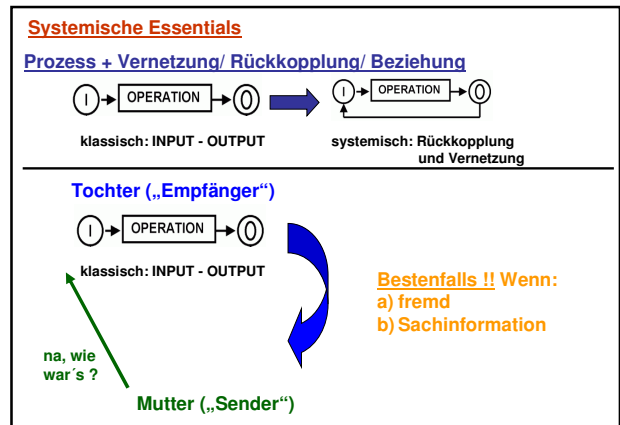 Systemische Essentials
Prozess + Vernetzung/ Rückkopplung/ Beziehung
I OPERATION O
I OPERATION O
klassisch: INPUT - OUTPUT
systemisch: Rückkopplung
und Vernetzung
Tochter („Empfänger“)
I OPERATION O
klassisch: INPUT - OUTPUT
Bestenfalls !! Wenn:
a) fremd
b) Sachinformation
na, wie
war´s ?
Mutter („Sender“)